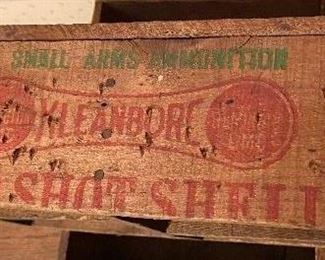 SMALL ARMS AMMUNITION
KLEANBORE
SHOT SHELL